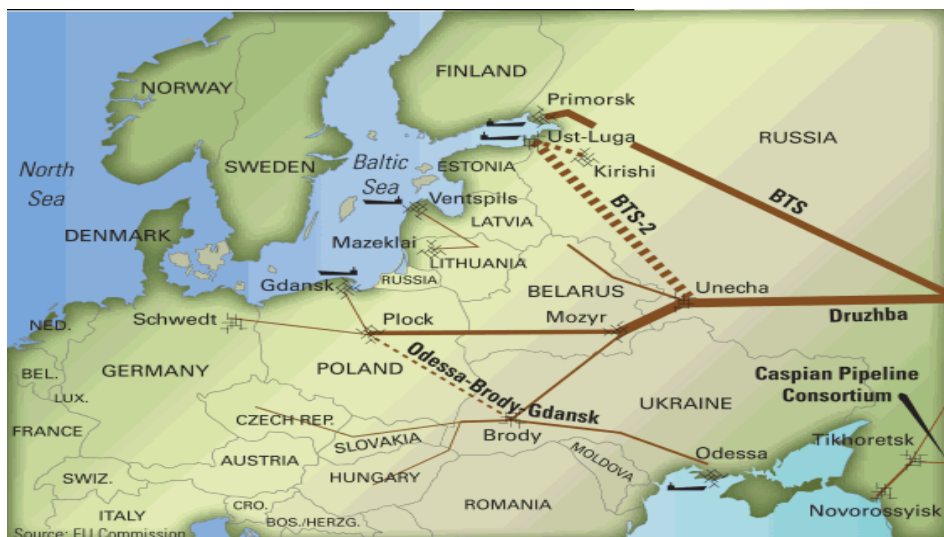 FINLAND
NORWAY
Primorsk
RUSSIA
Ust-Luga
SWEDEN
Baltic
Sea
ESTONIA
Kirishi
North
Sea
Ventspils
BTS-2
BTS
LATVIA
DENMARK
Mazeklai
LITHUANIA
RUSSIA
Gdansk
BELARUS
Unecha
Schwedt
Plock
Mozyr
Druzhba
NED.
Odessa-Brody-Gdansk
BEL.
GERMANY
POLAND
Caspian Pipeline
Consortium
LUX.
UKRAINE
FRANCE
CZECH REP.
Brody
SLOVAKIA
Tikhoretsk
AUSTRIA
MOLDOVA
Odessa
SWIZ.
HUNGARY
CRO.
ROMANIA
Novorossyisk
ITALY
BOS./HERZG.
Source: EU Commission